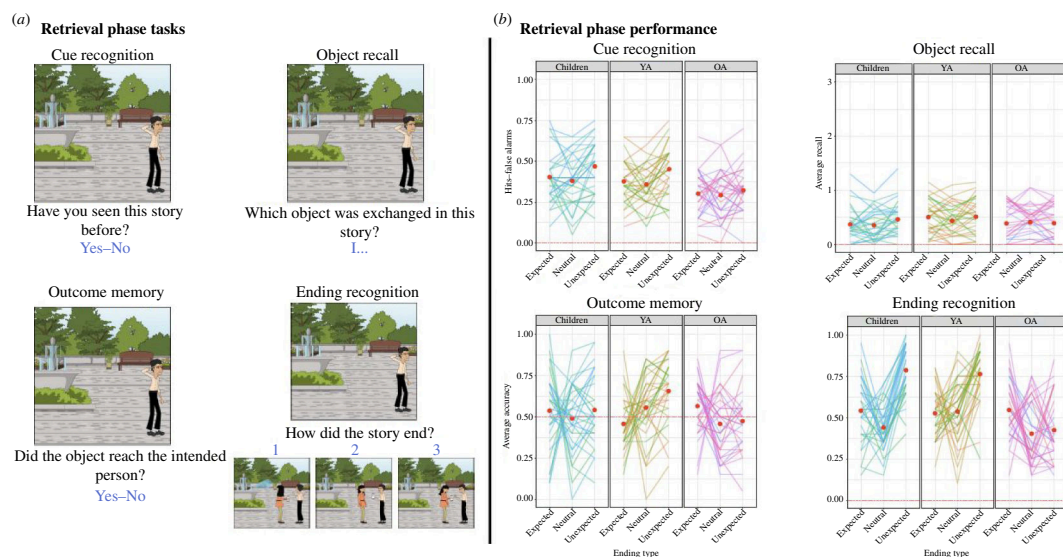 (a)
Retrieval phase tasks
Cue recognition
Object recall
Have you seen this story
before?
Yes–No
Which object was exchanged in this
story?
I...
Outcome memory
Ending recognition
Did the object reach the intended
person?
Yes–No
How did the story end?
1 2 3
(b)
Retrieval phase performance
Cue recognition
Children YA OA
Hits–false alarms
1.00
0.75
0.50
0.25
0.00
Expected Neutral Unexpected Expected Neutral Unexpected Expected Neutral Unexpected
Object recall
Children YA OA
Average recall
3
2
1
0
Expected Neutral Unexpected Expected Neutral Unexpected Expected Neutral Unexpected
Outcome memory
Children YA OA
Average accuracy
1.00
0.75
0.50
0.25
0.00
Expected Neutral Unexpected Expected Neutral Unexpected Expected Neutral Unexpected
Ending type
Ending recognition
Children YA OA
1.00
0.75
0.50
0.25
0.00
Expected Neutral Unexpected Expected Neutral Unexpected Expected Neutral Unexpected
Ending type